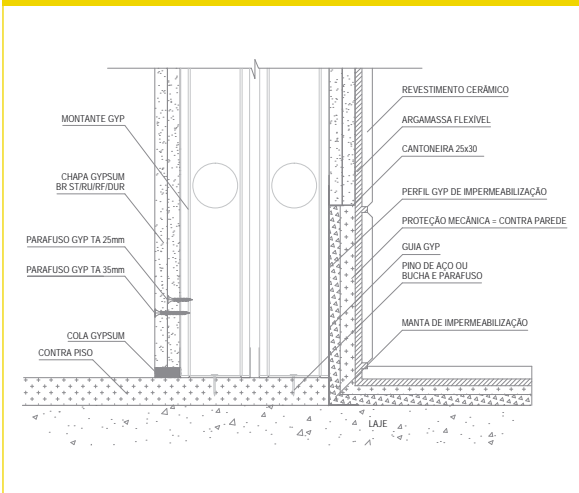 MONTANTE GYP
CHAPA GYPSUM
BR ST/RU/RF/DUR
PARAFUSO GYP TA 25mm
PARAFUSO GYP TA 35mm
COLA GYPSUM
CONTRA PISO
REVESTIMENTO CERÂMICO
ARGAMASSA FLEXÍVEL
CANTONEIRA 25x30
PERFIL GYP DE IMPERMEABILIZAÇÃO
PROTEÇÃO MECÂNICA = CONTRA PAREDE
GUIA GYP
PINO DE AÇO OU
BUCHA E PARAFUSO
MANTA DE IMPERMEABILIZAÇÃO
LAJE